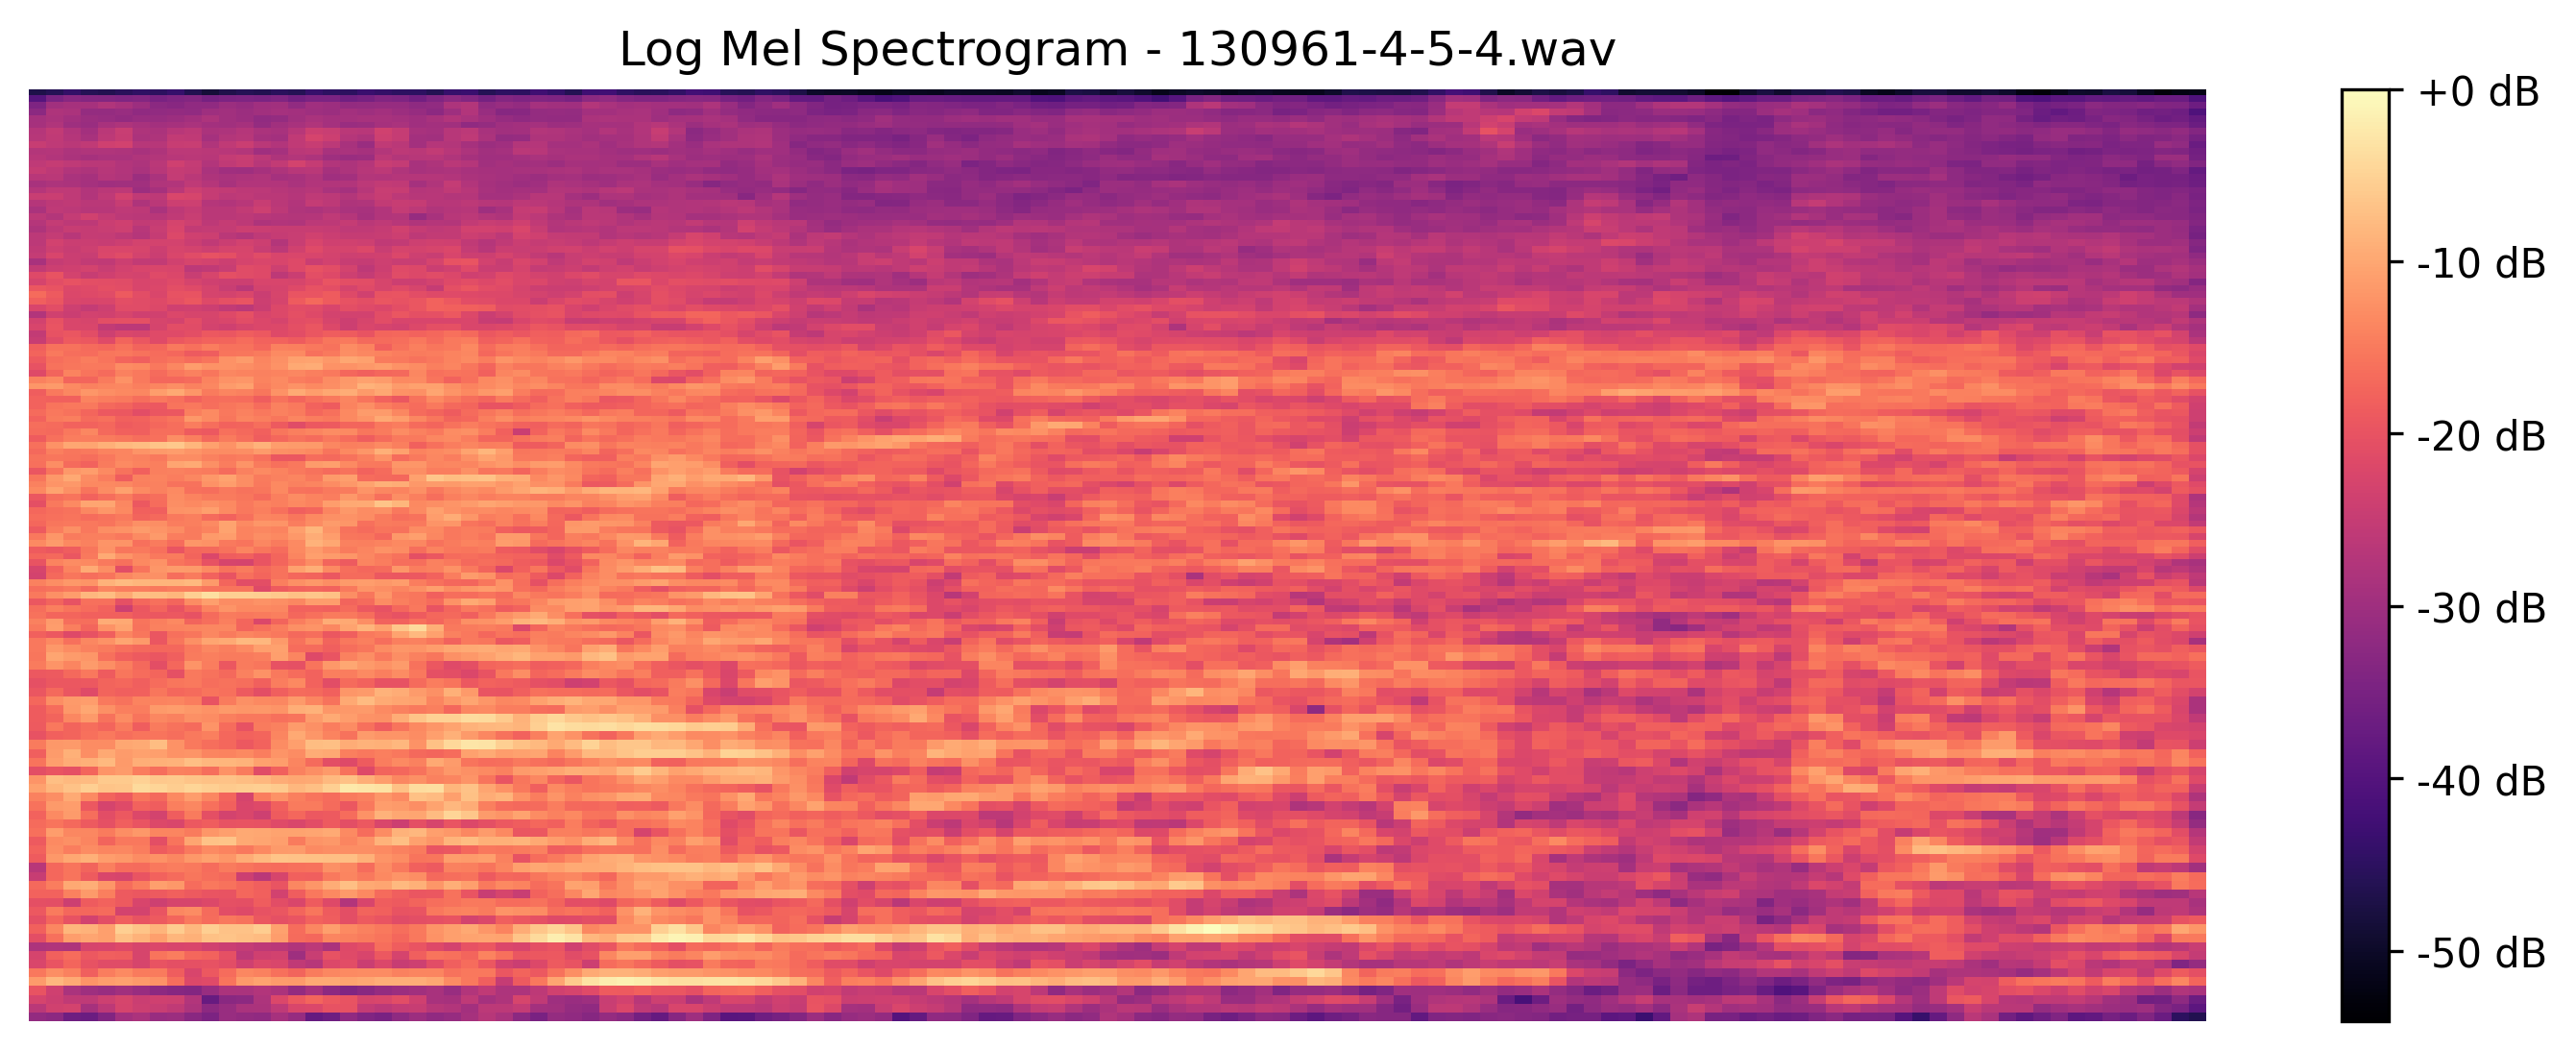 Log Mel Spectrogram - 130961-4-5-4.wav
+0 dB
-10 dB
-20 dB
-30 dB
-40 dB
-50 dB